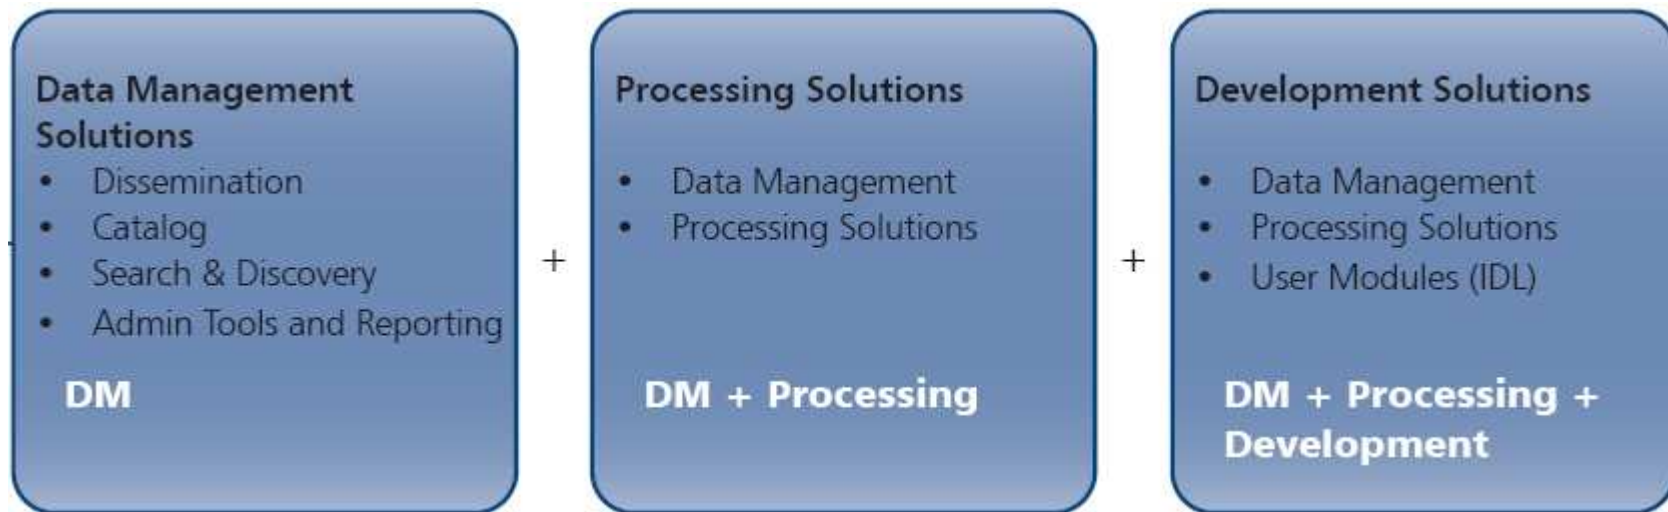 Data Management
Solutions
• Dissemination
• Catalog
• Search & Discovery
• Admin Tools and Reporting
DM
+
Processing Solutions
• Data Management
• Processing Solutions
DM + Processing
+
Development Solutions
• Data Management
• Processing Solutions
• User Modules (IDL)
DM + Processing +
Development